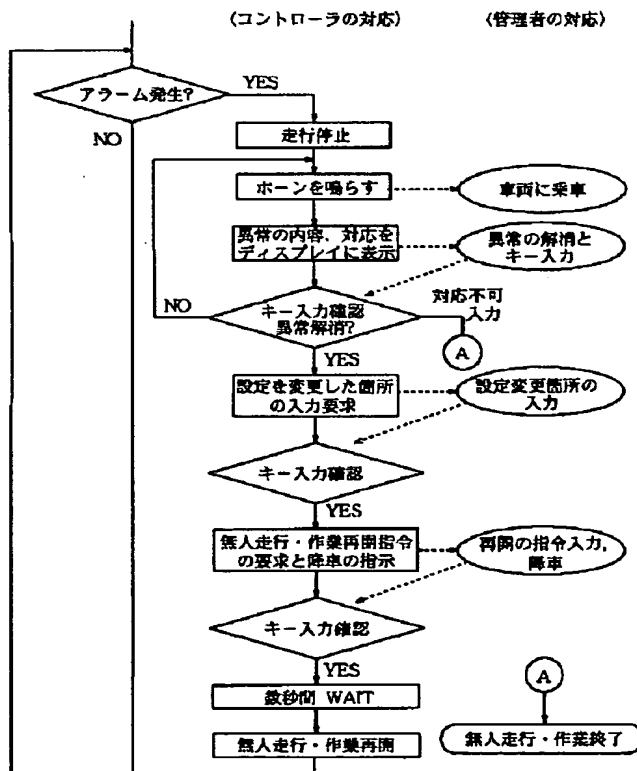 〈コントローラの対応〉
〈管理者の対応〉
アラーム発生?
YES
NO
走行停止
ホーンを鳴らす
車両に乗車
異常の内容,対応を
ディスプレイに表示
異常の解消と
キー入力
キー入力確認
異常解消?
NO
対応不可
入力
A
YES
設定を変更した箇所
の入力要求
設定変更箇所の
入力
キー入力確認
YES
無人走行・作業再開指令
の要求と降車の指示
再開の指令入力,
降車
キー入力確認
YES
数秒間 WAIT
A
無人走行・作業再開
無人走行・作業終了